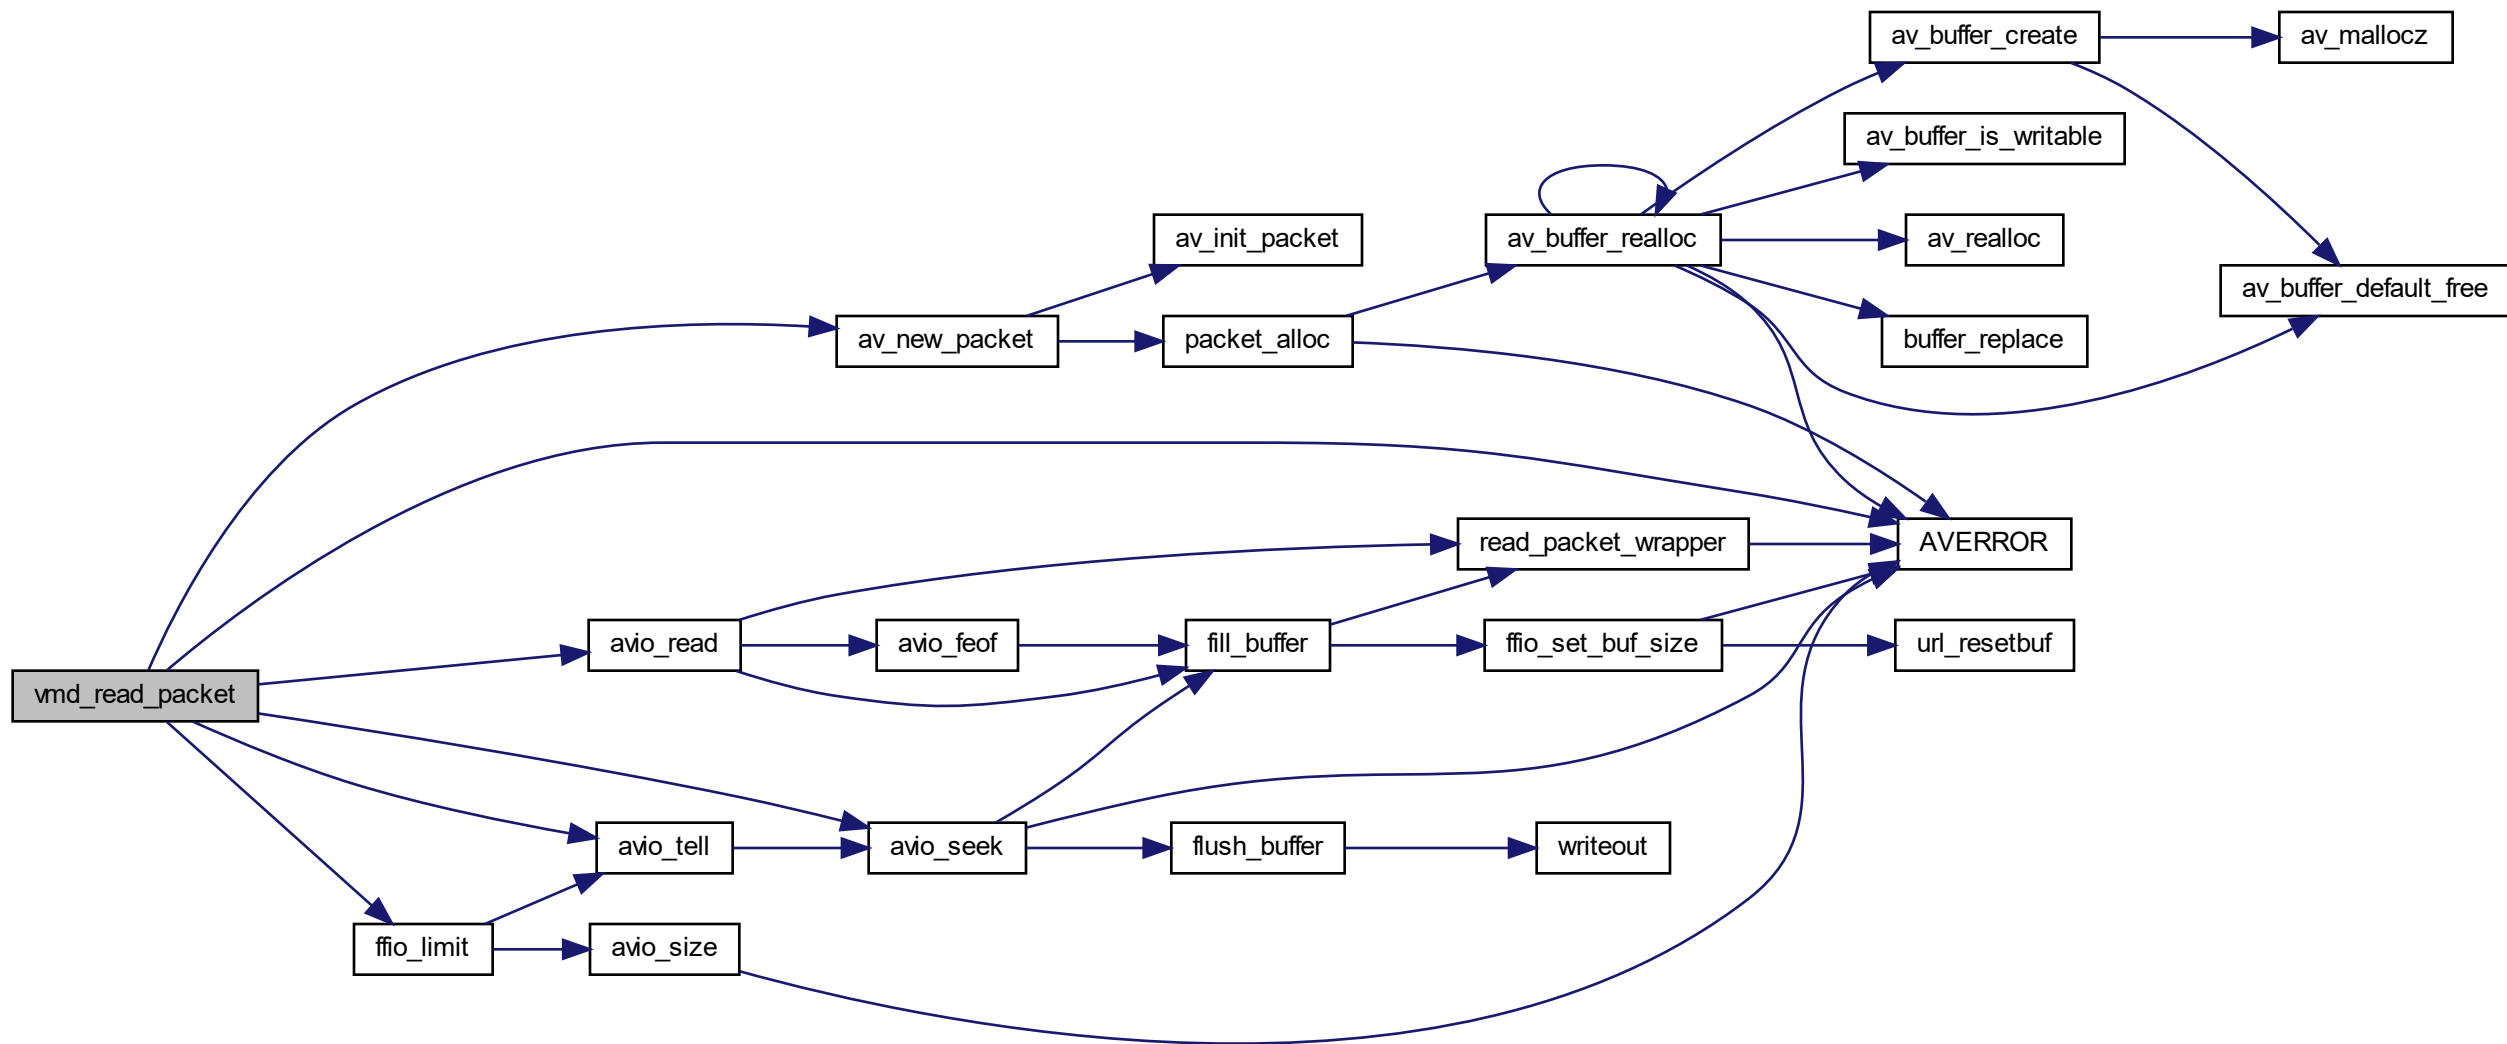 av_buffer_create
av_mallocz
av_buffer_is_writable
av_init_packet
av_buffer_realloc
av_realloc
av_buffer_default_free
av_new_packet
packet_alloc
buffer_replace
read_packet_wrapper
AVERROR
avio_read
avio_feof
fill_buffer
ffio_set_buf_size
url_resetbuf
vmd_read_packet
avio_tell
avio_seek
flush_buffer
writeout
ffio_limit
avio_size